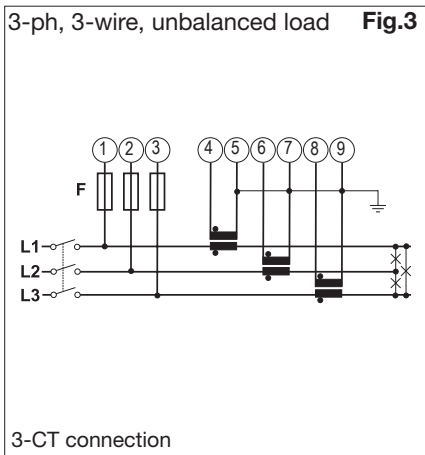 3-ph, 3-wire, unbalanced load Fig.3
1 2 3 4 5 6 7 8 9
F
L1
L2
L3
3-CT connection